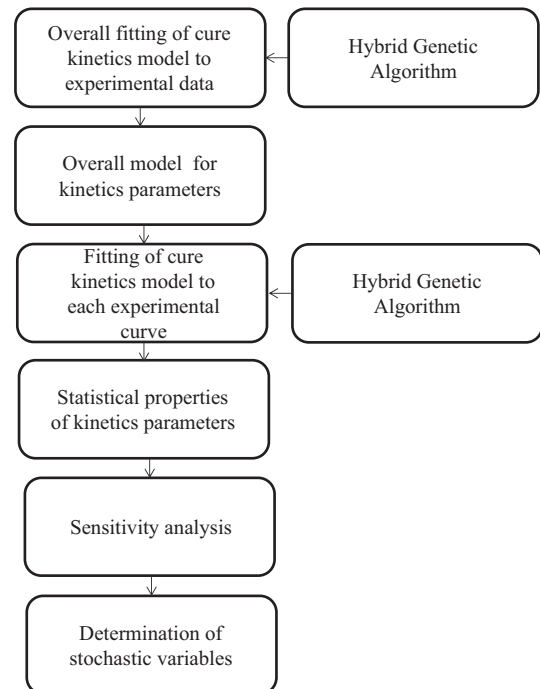 Overall fitting of cure
kinetics model to
experimental data
Hybrid Genetic
Algorithm
Overall model for
kinetics parameters
Fitting of cure
kinetics model to
each experimental
curve
Hybrid Genetic
Algorithm
Statistical properties
of kinetics parameters
Sensitivity analysis
Determination of
stochastic variables